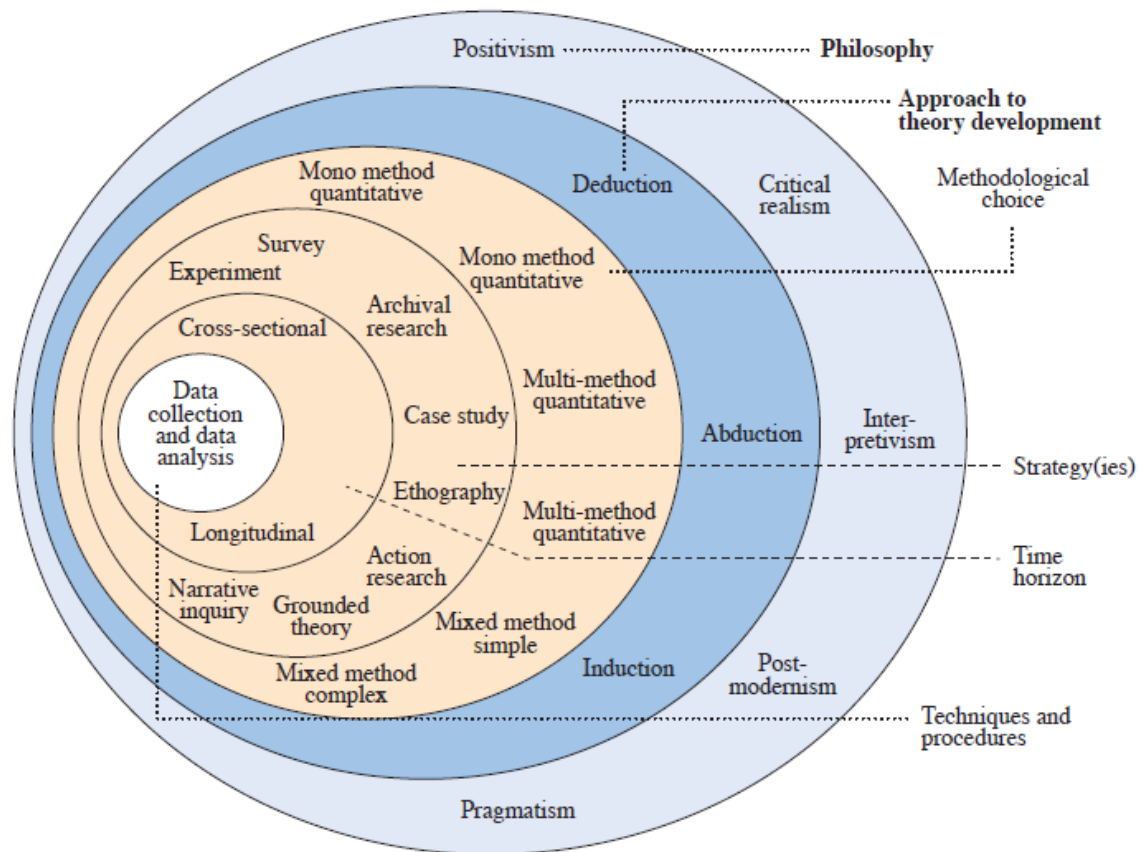 Positivism
Philosophy
Approach to
theory development
Mono method
quantitative
Deduction
Critical
realism
Methodological
choice
Survey
Experiment
Mono method
quantitative
Archival
research
Cross-sectional
Data
collection
and data
analysis
Multi-method
quantitative
Case study
Abduction
Inter-
pretivism
Strategy(ies)
Ethography
Multi-method
quantitative
Longitudinal
Time
horizon
Action
research
Narrative
inquiry
Grounded
theory
Mixed method
simple
Mixed method
complex
Induction
Post-
modernism
Techniques and
procedures
Pragmatism